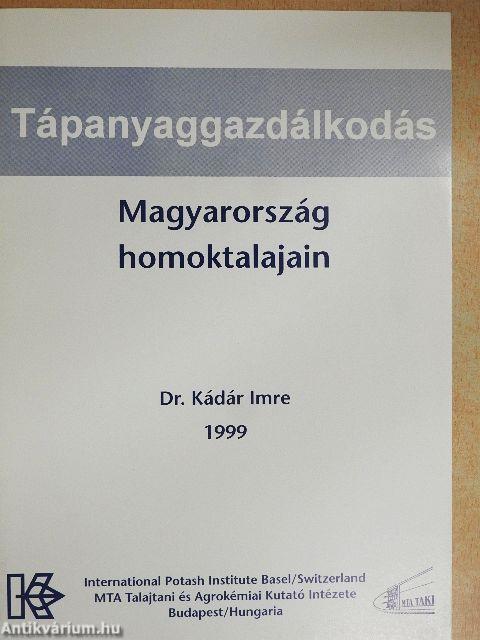 Tápanyaggazdálkodás
Magyarország
homoktalajain
Dr. Kádár Imre
1999
International Potash Institute Basel/Switzerland
MTA Talajtani és Agrokémiai Kutató Intézete
Budapest/Hungaria
MTA TAKI
Antikvárium.hu